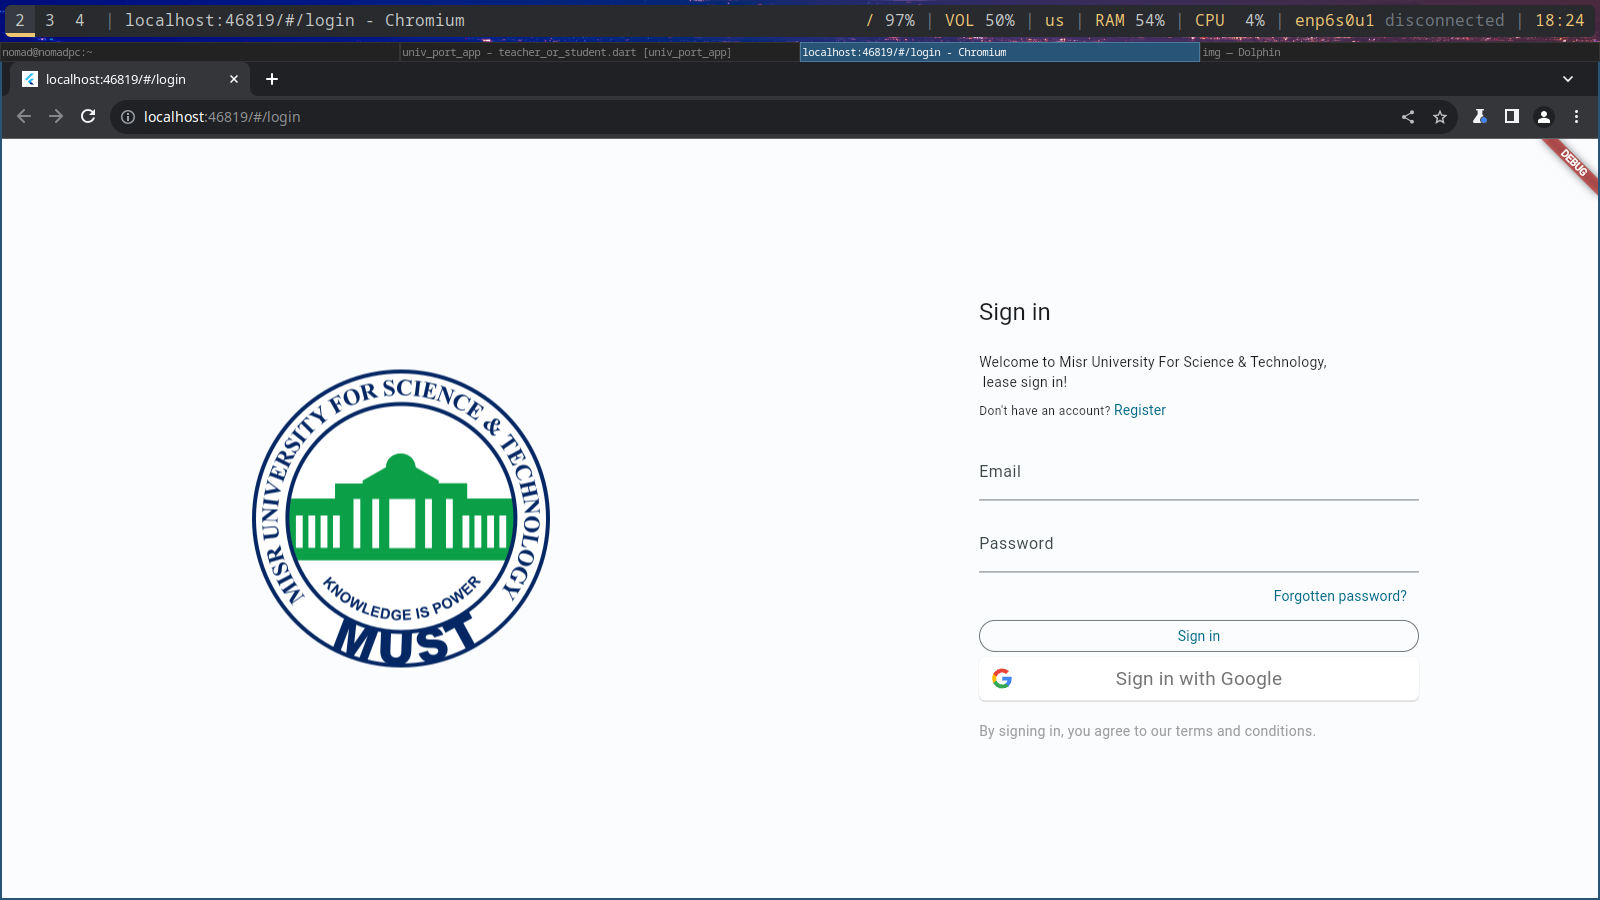 2 3 4 | localhost:46819/#/login - Chromium / 97% | VOL 50% | us | RAM 54% | CPU 4% | enp6s0u1 disconnected | 18:24
nomad@nomadpc:~ univ_port_app – teacher_or_student.dart [univ_port_app] localhost:46819/#/login - Chromium img — Dolphin
localhost:46819/#/login
localhost:46819/#/login
DEBUG
MISR UNIVERSITY FOR SCIENCE & TECHNOLOGY
KNOWLEDGE IS POWER
MUST
Sign in
Welcome to Misr University For Science & Technology,
lease sign in!
Don't have an account? Register
Email
Password
Forgotten password?
Sign in
Sign in with Google
By signing in, you agree to our terms and conditions.